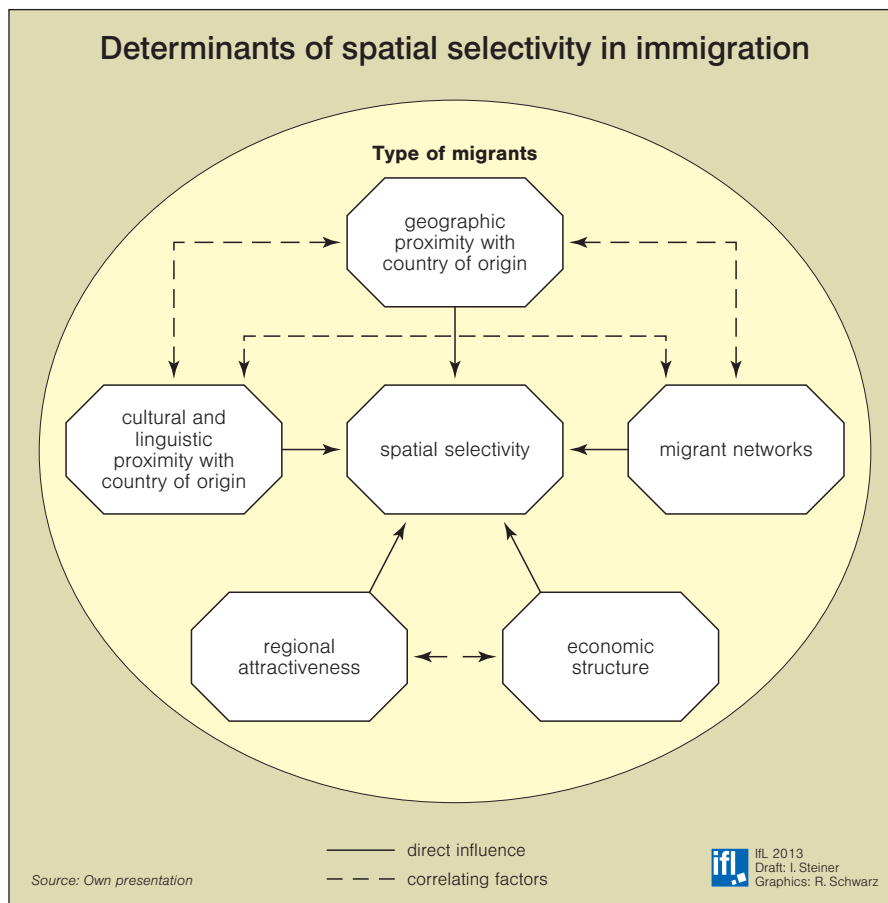 Determinants of spatial selectivity in immigration
Type of migrants
geographic
proximity with
country of origin
cultural and
linguistic
proximity with
country of origin
spatial selectivity
migrant networks
regional
attractiveness
economic
structure
direct influence
correlating factors
Source: Own presentation
ifl
IfL 2013
Draft: I. Steiner
Graphics: R. Schwarz